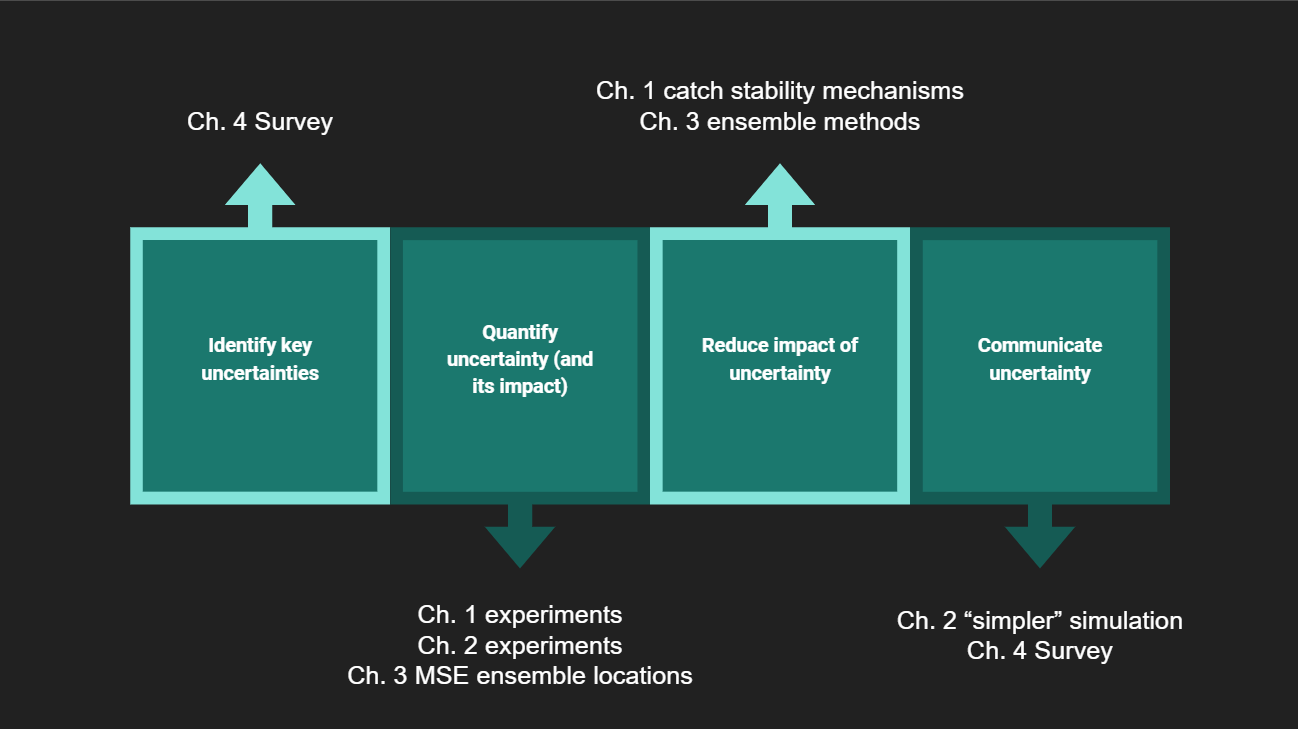 Ch. 1 catch stability mechanisms
Ch. 3 ensemble methods
Ch. 4 Survey
Identify key
uncertainties
Quantify
uncertainty (and
its impact)
Reduce impact of
uncertainty
Communicate
uncertainty
Ch. 1 experiments
Ch. 2 experiments
Ch. 3 MSE ensemble locations
Ch. 2 “simpler” simulation
Ch. 4 Survey